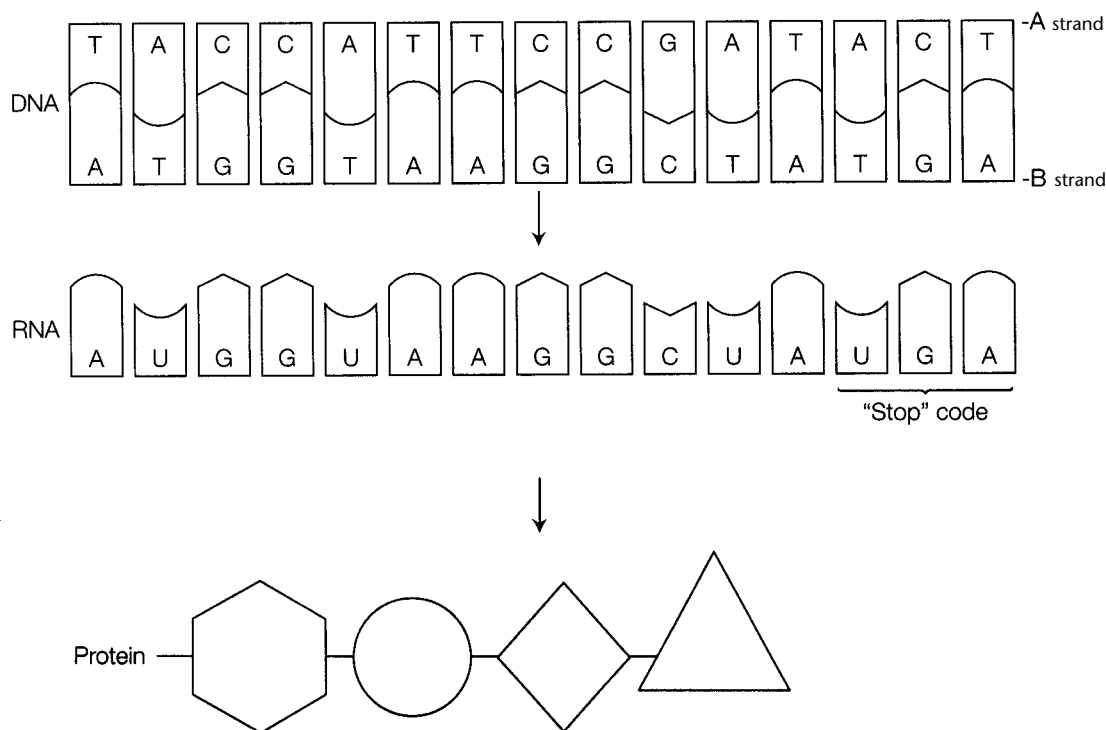 T A C C A T T C C G A T A C T -A strand
DNA
A T G G T A A G G C T A T G A -B strand
RNA
A U G G U A A G G C U A U G A
“Stop” code
Protein